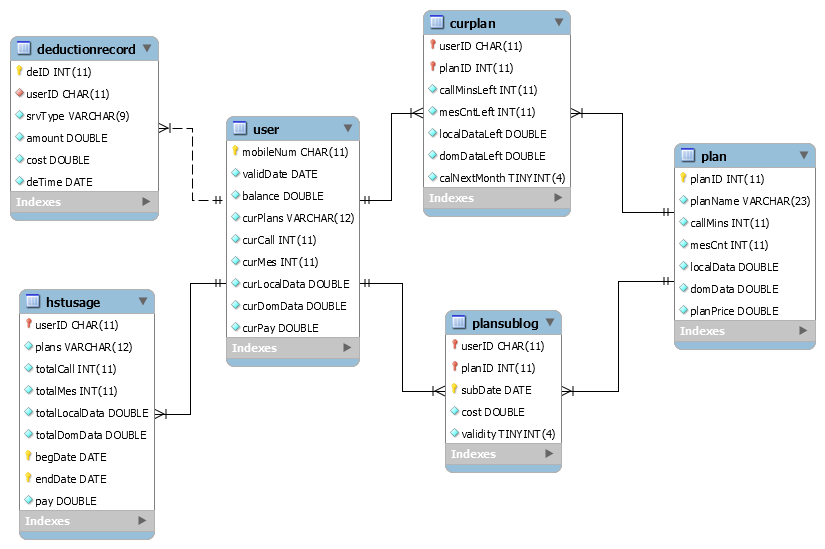 deductionrecord
deID INT(11)
userID CHAR(11)
srvType VARCHAR(9)
amount DOUBLE
cost DOUBLE
deTime DATE
Indexes
hstusage
userID CHAR(11)
plans VARCHAR(12)
totalCall INT(11)
totalMes INT(11)
totalLocalData DOUBLE
totalDomData DOUBLE
begDate DATE
endDate DATE
pay DOUBLE
Indexes
user
mobileNum CHAR(11)
validDate DATE
balance DOUBLE
curPlans VARCHAR(12)
curCall INT(11)
curMes INT(11)
curLocalData DOUBLE
curDomData DOUBLE
curPay DOUBLE
Indexes
curplan
userID CHAR(11)
planID INT(11)
callMinsLeft INT(11)
mesCntLeft INT(11)
localDataLeft DOUBLE
domDataLeft DOUBLE
calNextMonth TINYINT(4)
Indexes
plansublog
userID CHAR(11)
planID INT(11)
subDate DATE
cost DOUBLE
validity TINYINT(4)
Indexes
plan
planID INT(11)
planName VARCHAR(23)
callMins INT(11)
mesCnt INT(11)
localData DOUBLE
domData DOUBLE
planPrice DOUBLE
Indexes